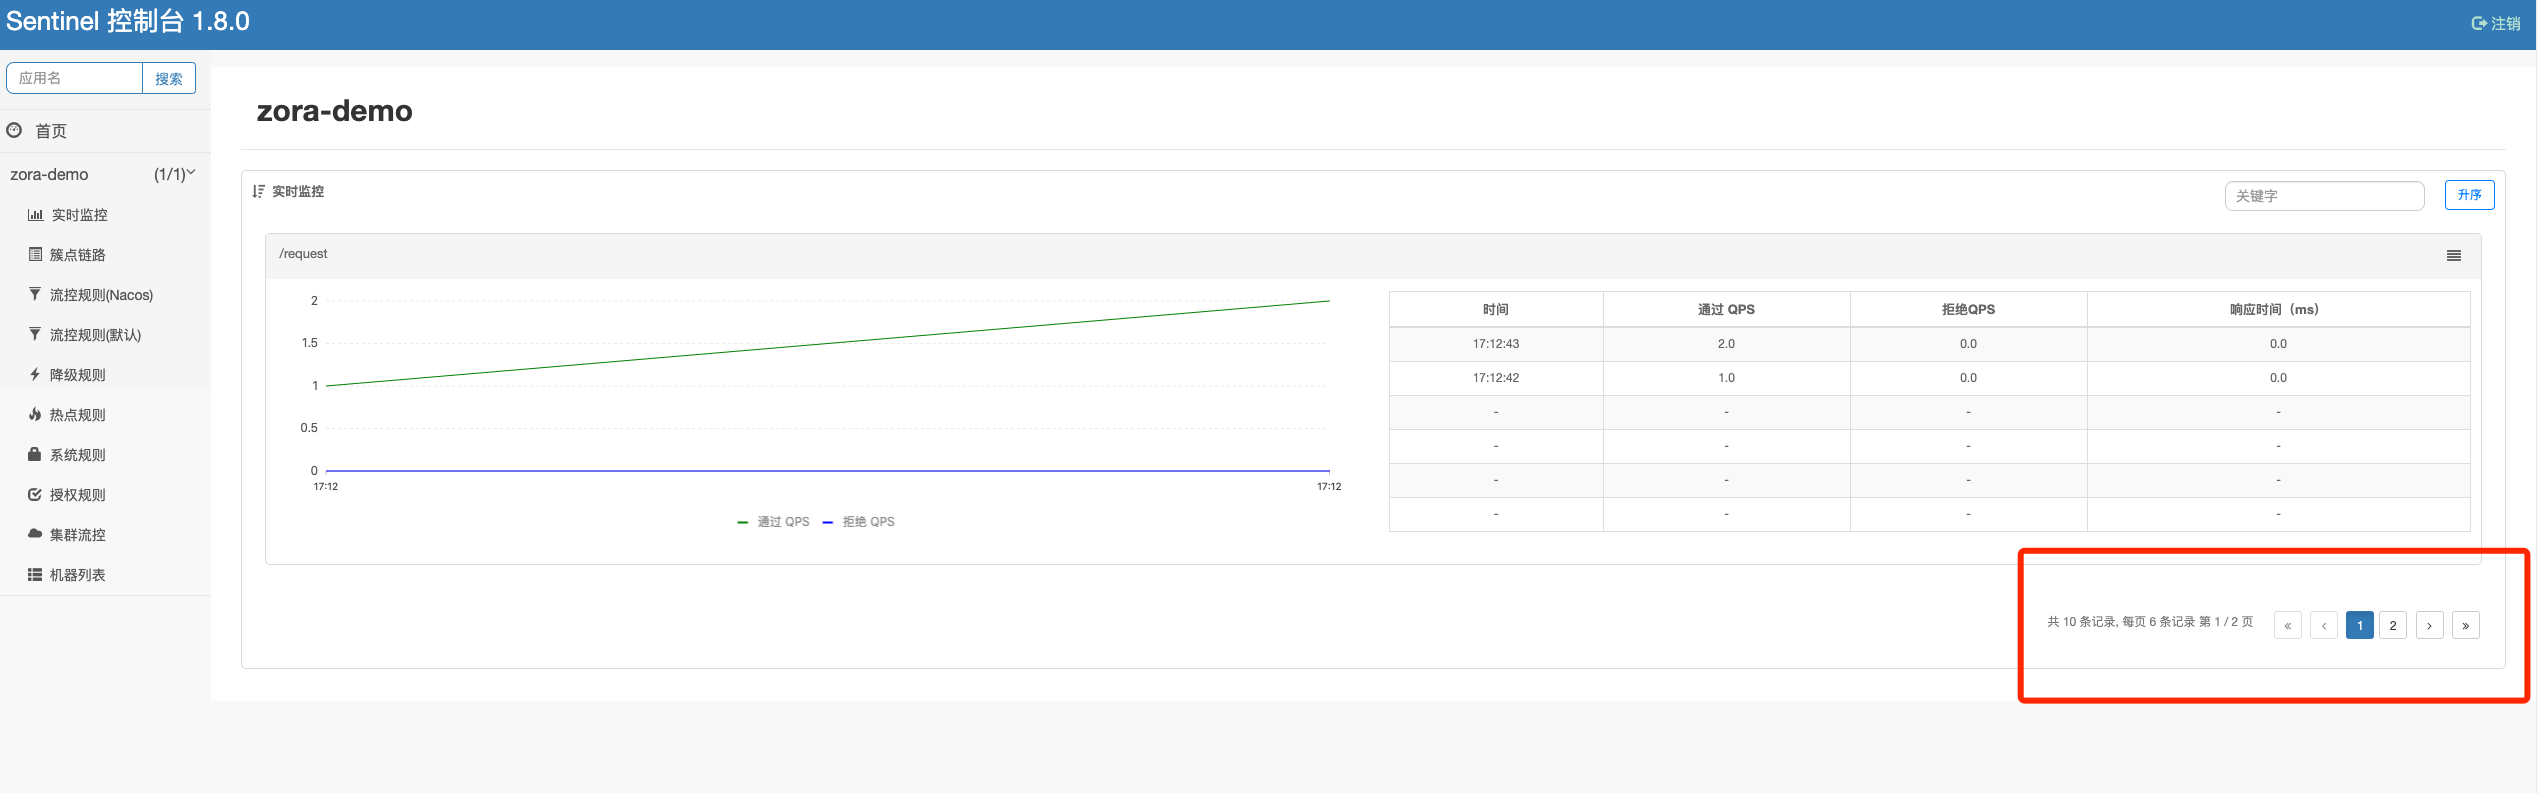 Sentinel 控制台 1.8.0
注销
应用名 搜索
首页
zora-demo (1/1)
实时监控
簇点链路
流控规则(Nacos)
流控规则(默认)
降级规则
热点规则
系统规则
授权规则
集群流控
机器列表
zora-demo
实时监控
关键字 升序
/request
2
1.5
1
0.5
0
17:12 17:12
通过 QPS 拒绝 QPS
时间 通过 QPS 拒绝QPS 响应时间（ms）
17:12:43 2.0 0.0 0.0
17:12:42 1.0 0.0 0.0
- - - -
- - - -
- - - -
- - - -
共 10 条记录, 每页 6 条记录 第 1 / 2 页 « ‹ 1 2 › »